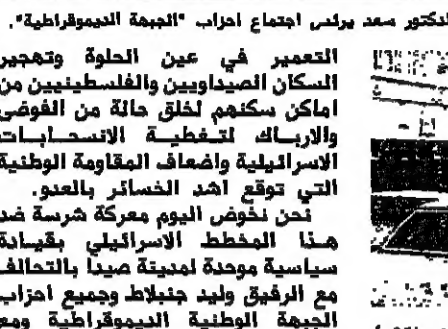 الدكتور سعد يرئس اجتماع احزاب "الجبهة الديموقراطية".
التعمير في عين الحلوة وتهجير
السكان الصيداويين والفلسطينيين من
اماكن سكنهم لخلق حالة من الفوضى
والارباك لتغطية الانسحابات
الاسرائيلية واضعاف المقاومة الوطنية
التي توقع اشد الخسائر بالعدو.
نحن نخوض اليوم معركة شرسة ضد
هذا المخطط الاسرائيلي بقيادة
سياسية موحدة لمدينة صيدا بالتحالف
مع الرفيق وليد جنبلاط وجميع احزاب
الجبهة الوطنية الديموقراطية ومع